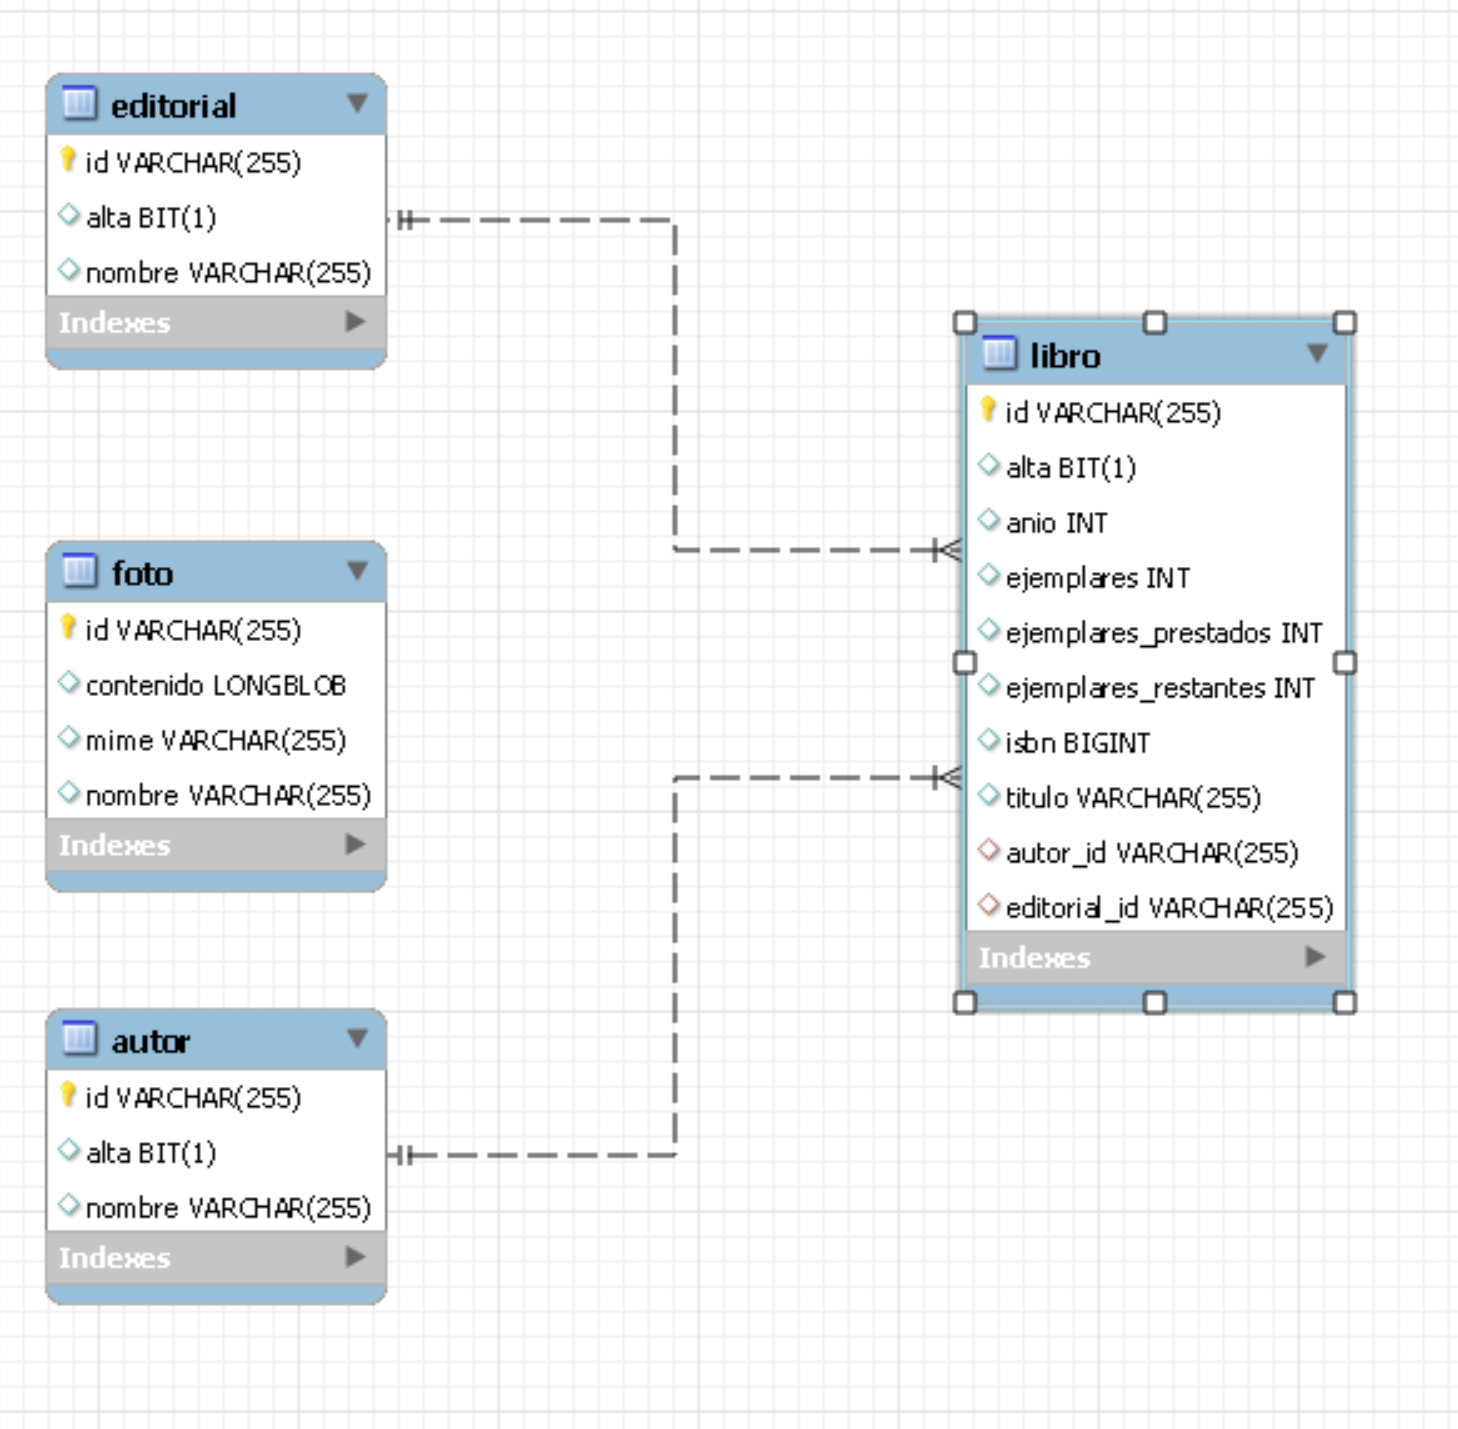 editorial
id VARCHAR(255)
alta BIT(1)
nombre VARCHAR(255)
Indexes
foto
id VARCHAR(255)
contenido LONGBLOB
mime VARCHAR(255)
nombre VARCHAR(255)
Indexes
autor
id VARCHAR(255)
alta BIT(1)
nombre VARCHAR(255)
Indexes
libro
id VARCHAR(255)
alta BIT(1)
anio INT
ejemplares INT
ejemplares_prestados INT
ejemplares_restantes INT
isbn BIGINT
titulo VARCHAR(255)
autor_id VARCHAR(255)
editorial_id VARCHAR(255)
Indexes